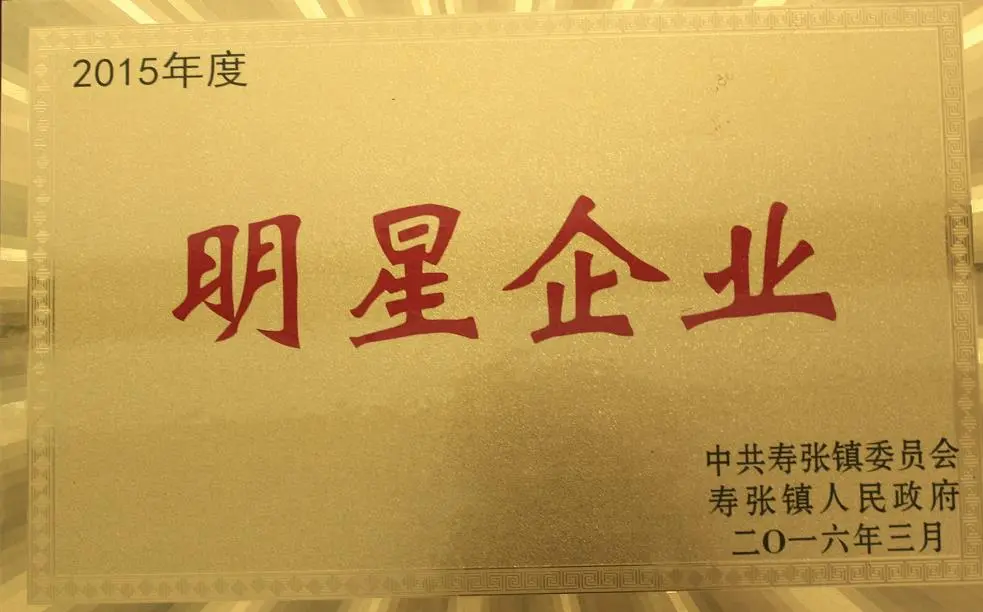 2015年度
明星企业
中共寿张镇委员会
寿张镇人民政府
二O一六年三月